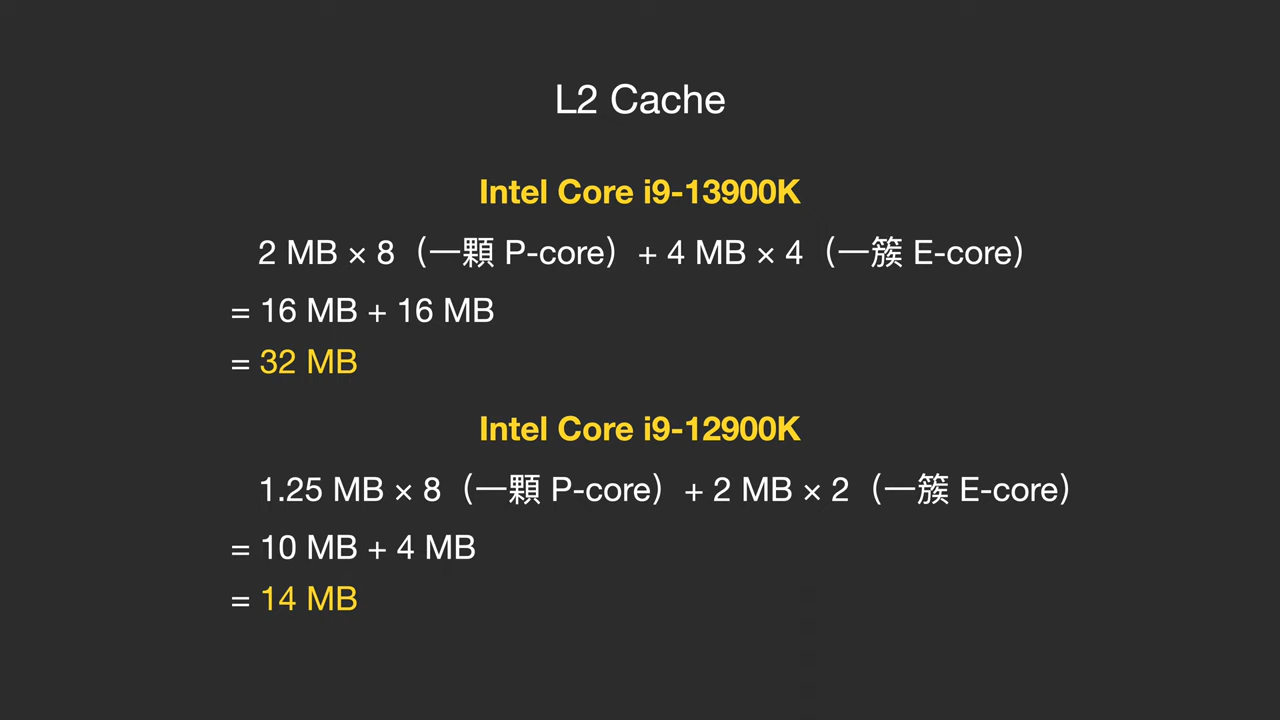 L2 Cache
Intel Core i9-13900K
2 MB × 8（一顆 P-core）+ 4 MB × 4（一簇 E-core）
= 16 MB + 16 MB
= 32 MB
Intel Core i9-12900K
1.25 MB × 8（一顆 P-core）+ 2 MB × 2（一簇 E-core）
= 10 MB + 4 MB
= 14 MB